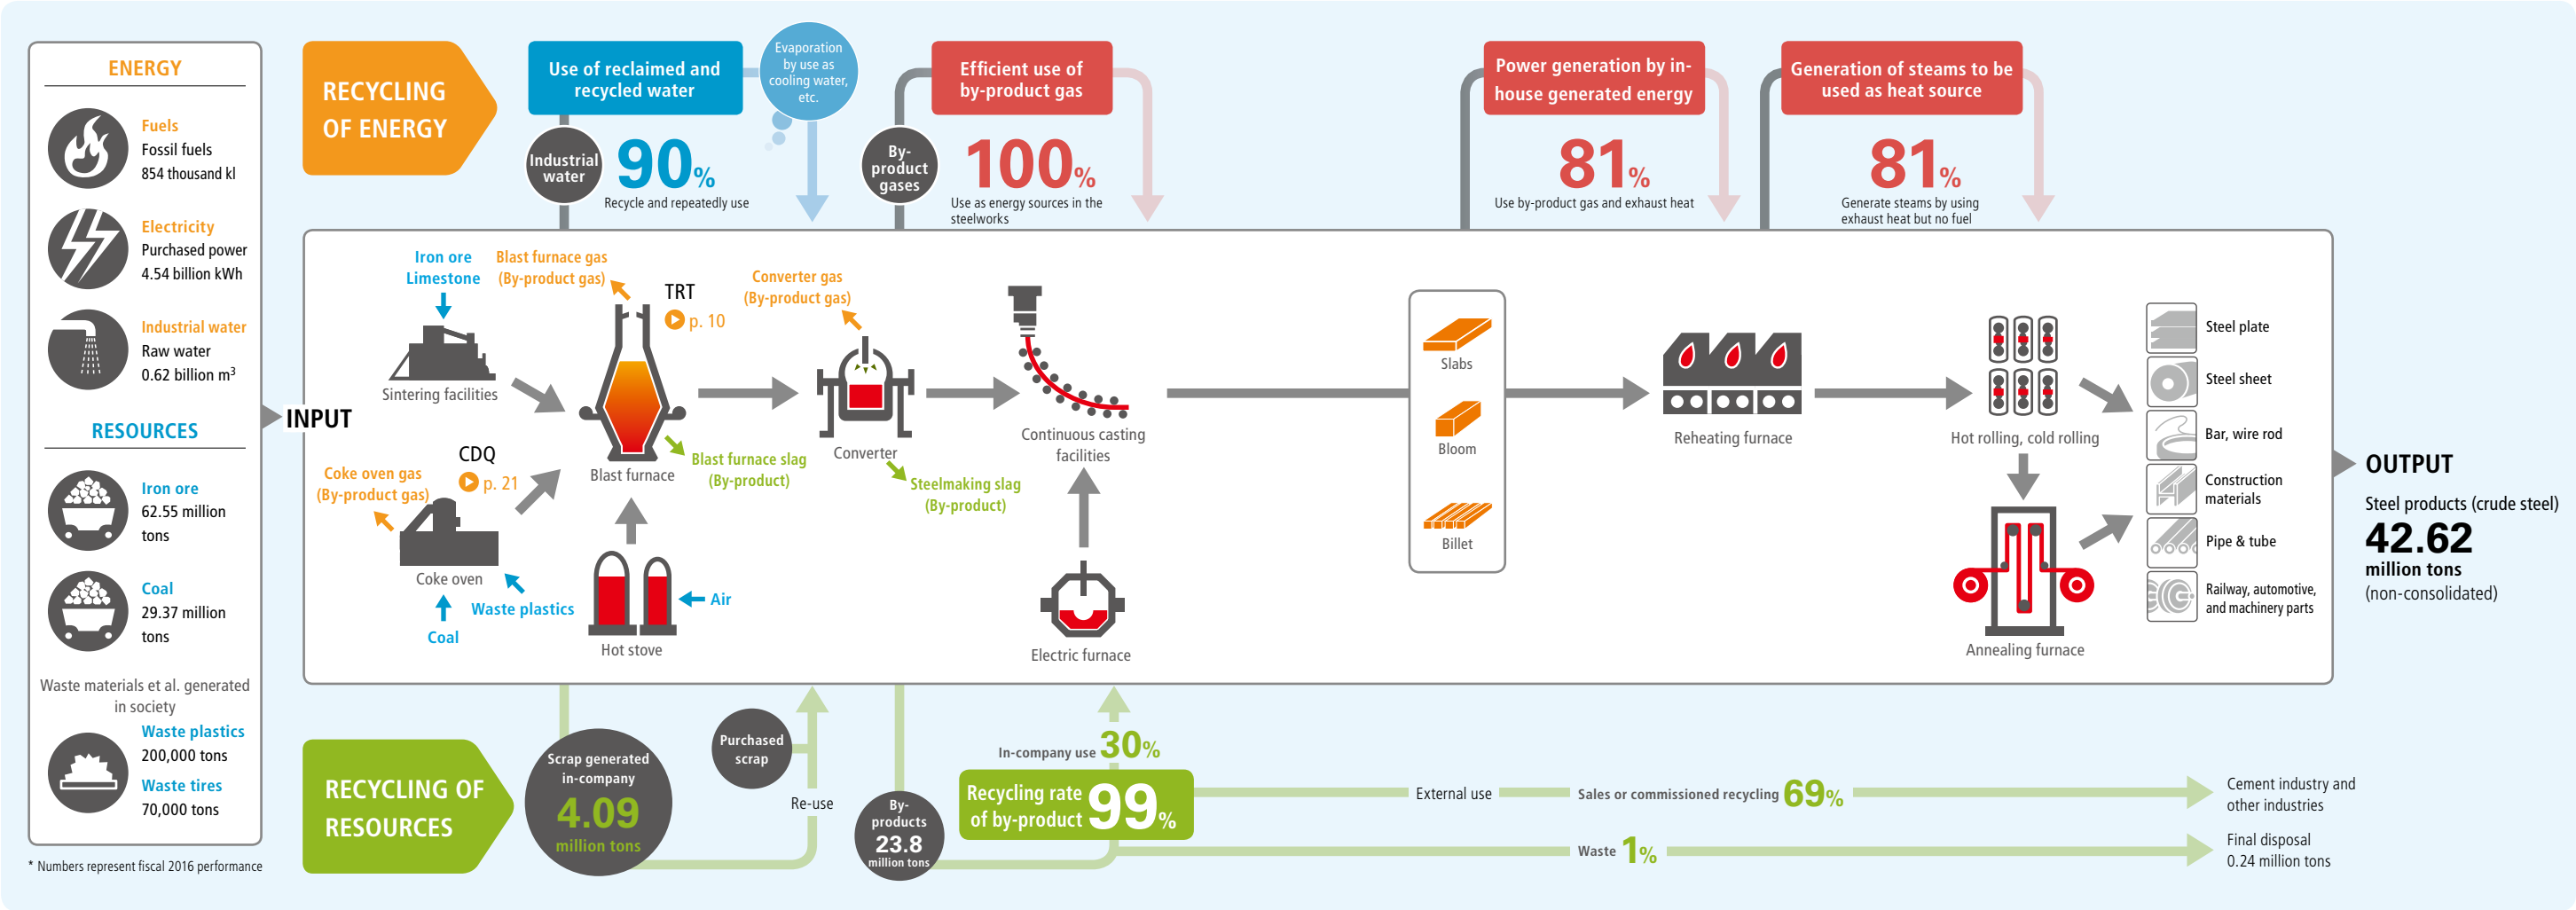 ENERGY
Fuels
Fossil fuels
854 thousand kl
Electricity
Purchased power
4.54 billion kWh
Industrial water
Raw water
0.62 billion m³
RESOURCES
Iron ore
62.55 million
tons
Coal
29.37 million
tons
Waste materials et al. generated
in society
Waste plastics
200,000 tons
Waste tires
70,000 tons
* Numbers represent fiscal 2016 performance
INPUT
RECYCLING
OF ENERGY
Use of reclaimed and
recycled water
Evaporation
by use as
cooling water,
etc.
Industrial
water
90%
Recycle and repeatedly use
Efficient use of
by-product gas
By-
product
gases
100%
Use as energy sources in the
steelworks
Power generation by in-
house generated energy
81%
Use by-product gas and exhaust heat
Generation of steams to be
used as heat source
81%
Generate steams by using
exhaust heat but no fuel
Iron ore
Limestone
Sintering facilities
Blast furnace gas
(By-product gas)
TRT
p. 10
Blast furnace
Blast furnace slag
(By-product)
CDQ
p. 21
Coke oven gas
(By-product gas)
Coke oven
Waste plastics
Coal
Hot stove
Air
Converter gas
(By-product gas)
Converter
Steelmaking slag
(By-product)
Continuous casting
facilities
Electric furnace
Slabs
Bloom
Billet
Reheating furnace
Hot rolling, cold rolling
Annealing furnace
Steel plate
Steel sheet
Bar, wire rod
Construction
materials
Pipe & tube
Railway, automotive,
and machinery parts
OUTPUT
Steel products (crude steel)
42.62
million tons
(non-consolidated)
RECYCLING OF
RESOURCES
Scrap generated
in-company
4.09
million tons
Purchased
scrap
Re-use
By-
products
23.8
million tons
In-company use 30%
Recycling rate
of by-product 99%
External use
Sales or commissioned recycling 69%
Cement industry and
other industries
Waste 1%
Final disposal
0.24 million tons